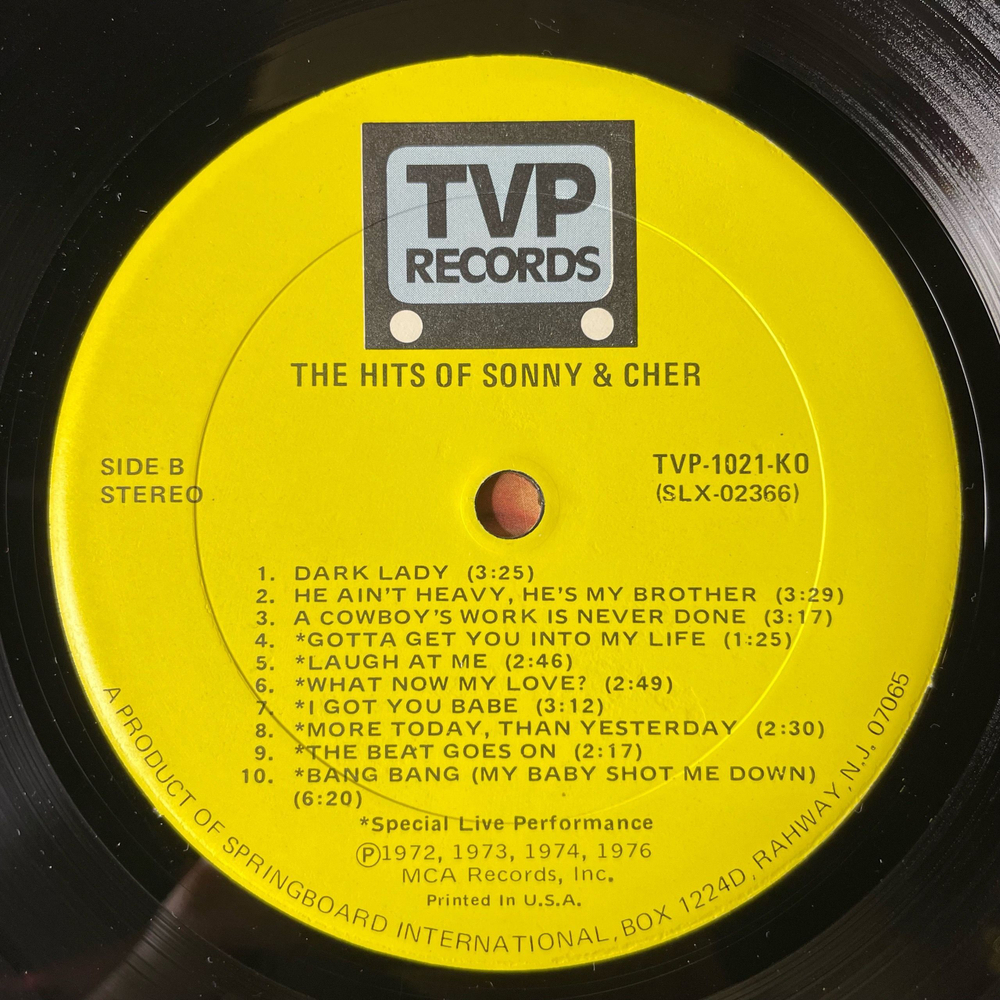 TVP
RECORDS
THE HITS OF SONNY & CHER
SIDE B
STEREO
TVP-1021-KO
(SLX-02366)
1. DARK LADY (3:25)
2. HE AIN'T HEAVY, HE'S MY BROTHER (3:29)
3. A COWBOY'S WORK IS NEVER DONE (3:17)
4. *GOTTA GET YOU INTO MY LIFE (1:25)
5. *LAUGH AT ME (2:46)
6. *WHAT NOW MY LOVE? (2:49)
7. *I GOT YOU BABE (3:12)
8. *MORE TODAY, THAN YESTERDAY (2:30)
9. *THE BEAT GOES ON (2:17)
10. *BANG BANG (MY BABY SHOT ME DOWN)
(6:20)
*Special Live Performance
Ⓟ1972, 1973, 1974, 1976
MCA Records, Inc.
Printed In U.S.A.
A PRODUCT OF SPRINGBOARD INTERNATIONAL, BOX 1224D, RAHWAY, N.J. 07065